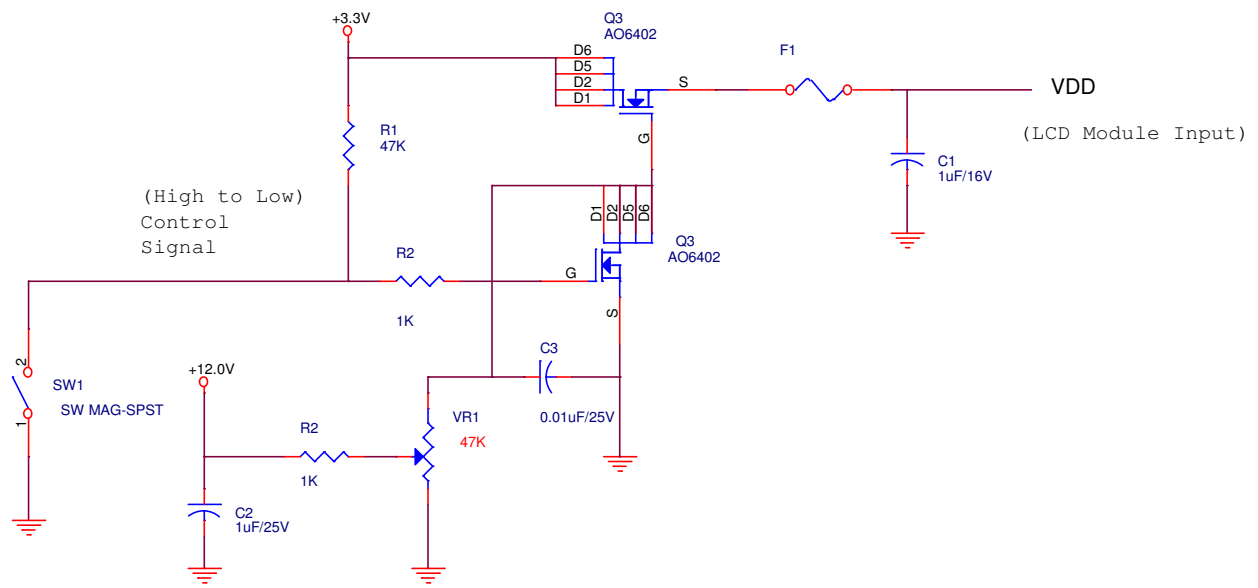 +3.3V
Q3
AO6402
D6
D5
D2
D1
S
G
F1
VDD
(LCD Module Input)
R1
47K
C1
1uF/16V
(High to Low)
Control
Signal
D1
D2
D5
D6
Q3
AO6402
R2
1K
G
S
2
1
SW1
SW MAG-SPST
+12.0V
C3
0.01uF/25V
VR1
47K
R2
1K
C2
1uF/25V